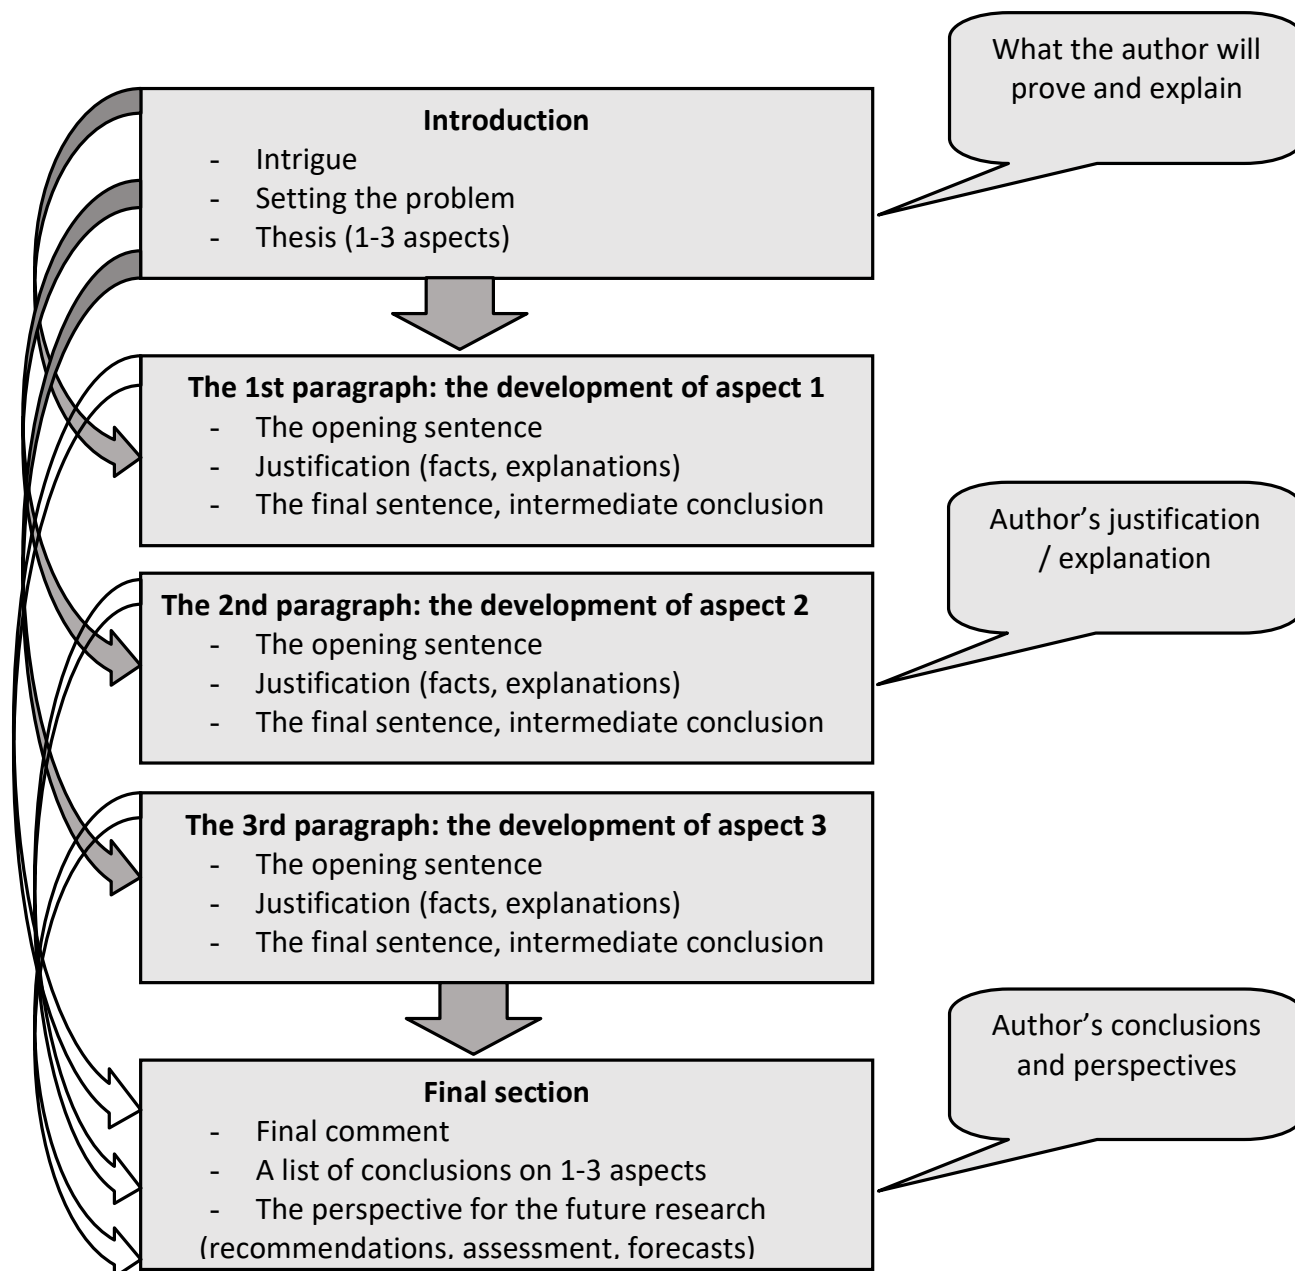 What the author will
prove and explain
Introduction
- Intrigue
- Setting the problem
- Thesis (1-3 aspects)
The 1st paragraph: the development of aspect 1
- The opening sentence
- Justification (facts, explanations)
- The final sentence, intermediate conclusion
Author’s justification
/ explanation
The 2nd paragraph: the development of aspect 2
- The opening sentence
- Justification (facts, explanations)
- The final sentence, intermediate conclusion
The 3rd paragraph: the development of aspect 3
- The opening sentence
- Justification (facts, explanations)
- The final sentence, intermediate conclusion
Author’s conclusions
and perspectives
Final section
- Final comment
- A list of conclusions on 1-3 aspects
- The perspective for the future research
(recommendations, assessment, forecasts)